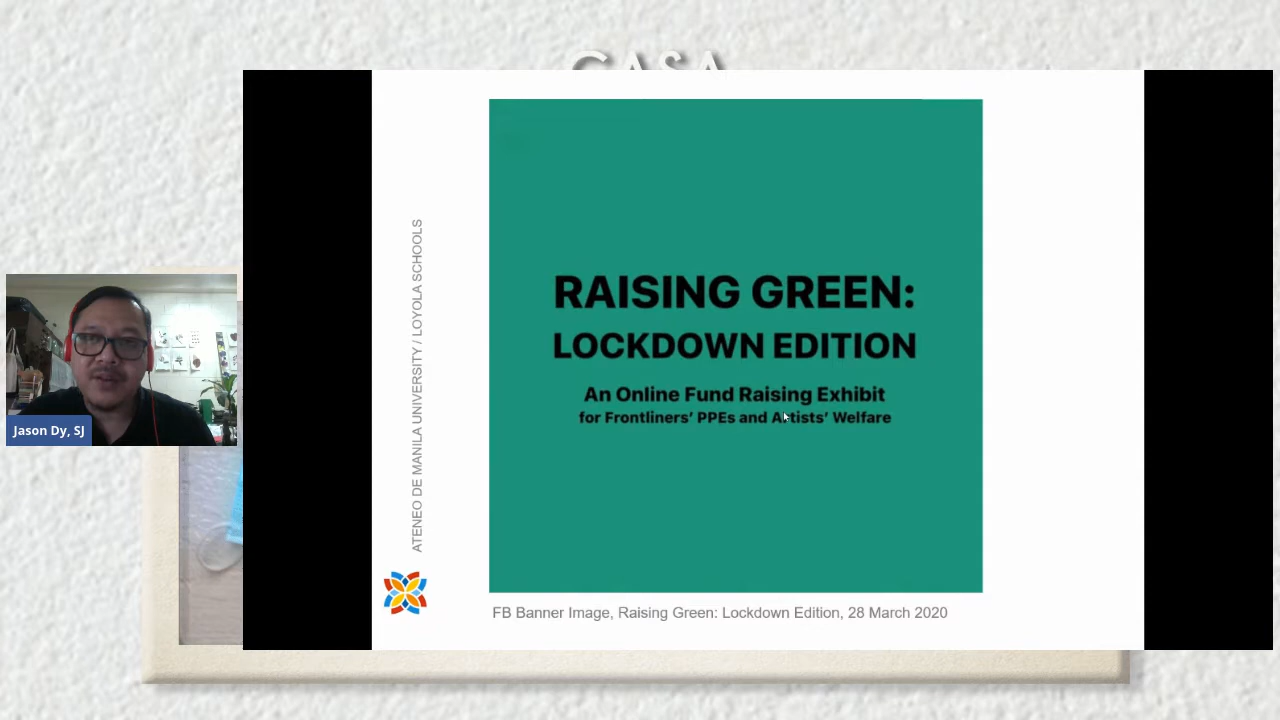 CASA
ATENEO DE MANILA UNIVERSITY / LOYOLA SCHOOLS
RAISING GREEN:
LOCKDOWN EDITION
An Online Fund Raising Exhibit
for Frontliners' PPEs and Artists' Welfare
Jason Dy, SJ
FB Banner Image, Raising Green: Lockdown Edition, 28 March 2020